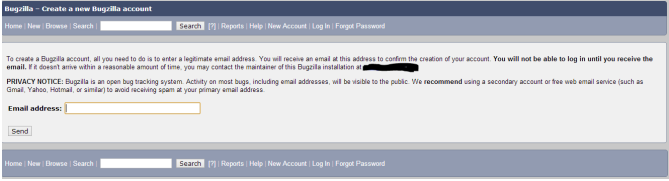 Bugzilla – Create a new Bugzilla account
Home | New | Browse | Search | Search [?] | Reports | Help | New Account | Log In | Forgot Password
To create a Bugzilla account, all you need to do is to enter a legitimate email address. You will receive an email at this address to confirm the creation of your account. You will not be able to log in until you receive the
email. If it doesn't arrive within a reasonable amount of time, you may contact the maintainer of this Bugzilla installation at
PRIVACY NOTICE: Bugzilla is an open bug tracking system. Activity on most bugs, including email addresses, will be visible to the public. We recommend using a secondary account or free web email service (such as
Gmail, Yahoo, Hotmail, or similar) to avoid receiving spam at your primary email address.
Email address:
Send
Home | New | Browse | Search | Search [?] | Reports | Help | New Account | Log In | Forgot Password